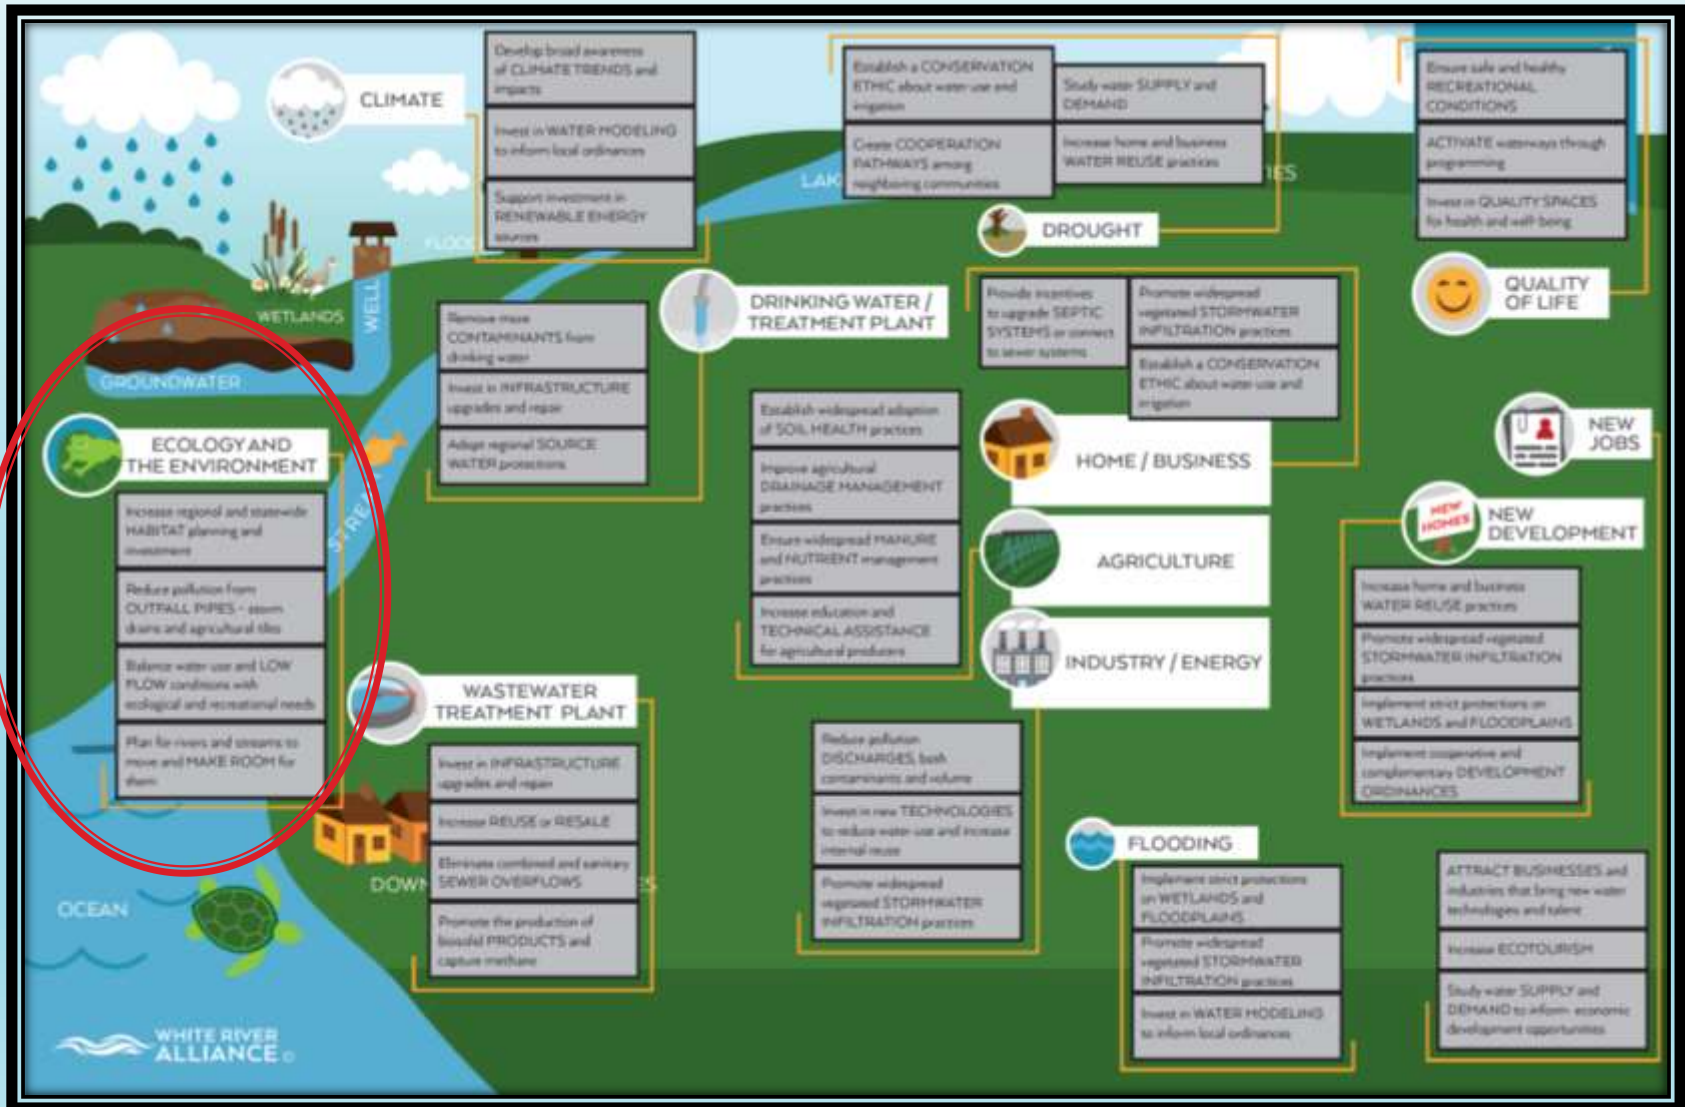 CLIMATE
Develop broad awareness
of CLIMATE TRENDS and
impacts
Invest in WATER MODELING
to inform local ordinances
Support investment in
RENEWABLE ENERGY
sources
Establish a CONSERVATION
ETHIC about water use and
irrigation
Create COOPERATION
PATHWAYS among
neighboring communities
Study water SUPPLY and
DEMAND
Increase home and business
WATER REUSE practices
LAK
IES
DROUGHT
Ensure safe and healthy
RECREATIONAL
CONDITIONS
ACTIVATE waterways through
programming
Invest in QUALITY SPACES
for health and well-being
QUALITY
OF LIFE
FLOOD
WETLANDS
WELL
GROUNDWATER
STREAM
DRINKING WATER /
TREATMENT PLANT
Remove more
CONTAMINANTS from
drinking water
Invest in INFRASTRUCTURE
upgrades and repair
Adopt regional SOURCE
WATER protections
Provide incentives
to upgrade SEPTIC
SYSTEMS or connect
to sewer systems
Promote widespread
vegetated STORMWATER
INFILTRATION practices
Establish a CONSERVATION
ETHIC about water use and
irrigation
HOME / BUSINESS
AGRICULTURE
INDUSTRY / ENERGY
Establish widespread adoption
of SOIL HEALTH practices
Improve agricultural
DRAINAGE MANAGEMENT
practices
Ensure widespread MANURE
and NUTRIENT management
practices
Increase education and
TECHNICAL ASSISTANCE
for agricultural producers
NEW
JOBS
NEW
HOMES
NEW
DEVELOPMENT
Increase home and business
WATER REUSE practices
Promote widespread vegetated
STORMWATER INFILTRATION
practices
Implement strict protections on
WETLANDS and FLOODPLAINS
Implement cooperative and
complementary DEVELOPMENT
ORDINANCES
ECOLOGY AND
THE ENVIRONMENT
Increase regional and statewide
HABITAT planning and
investment
Reduce pollution from
OUTFALL PIPES - storm
drains and agricultural tiles
Balance water use and LOW
FLOW conditions with
ecological and recreational needs
Plan for rivers and streams to
move and MAKE ROOM for
them
WASTEWATER
TREATMENT PLANT
Invest in INFRASTRUCTURE
upgrades and repair
Increase REUSE or RESALE
Eliminate combined and sanitary
SEWER OVERFLOWS
Promote the production of
biosolid PRODUCTS and
capture methane
DOWN
ES
Reduce pollution
DISCHARGES, both
contaminants and volume
Invest in new TECHNOLOGIES
to reduce water use and increase
internal reuse
Promote widespread
vegetated STORMWATER
INFILTRATION practices
FLOODING
Implement strict protections
on WETLANDS and
FLOODPLAINS
Promote widespread
vegetated STORMWATER
INFILTRATION practices
Invest in WATER MODELING
to inform local ordinances
ATTRACT BUSINESSES and
industries that bring new water
technologies and talent
Increase ECOTOURISM
Study water SUPPLY and
DEMAND to inform economic
development opportunities
OCEAN
WHITE RIVER
ALLIANCE ©